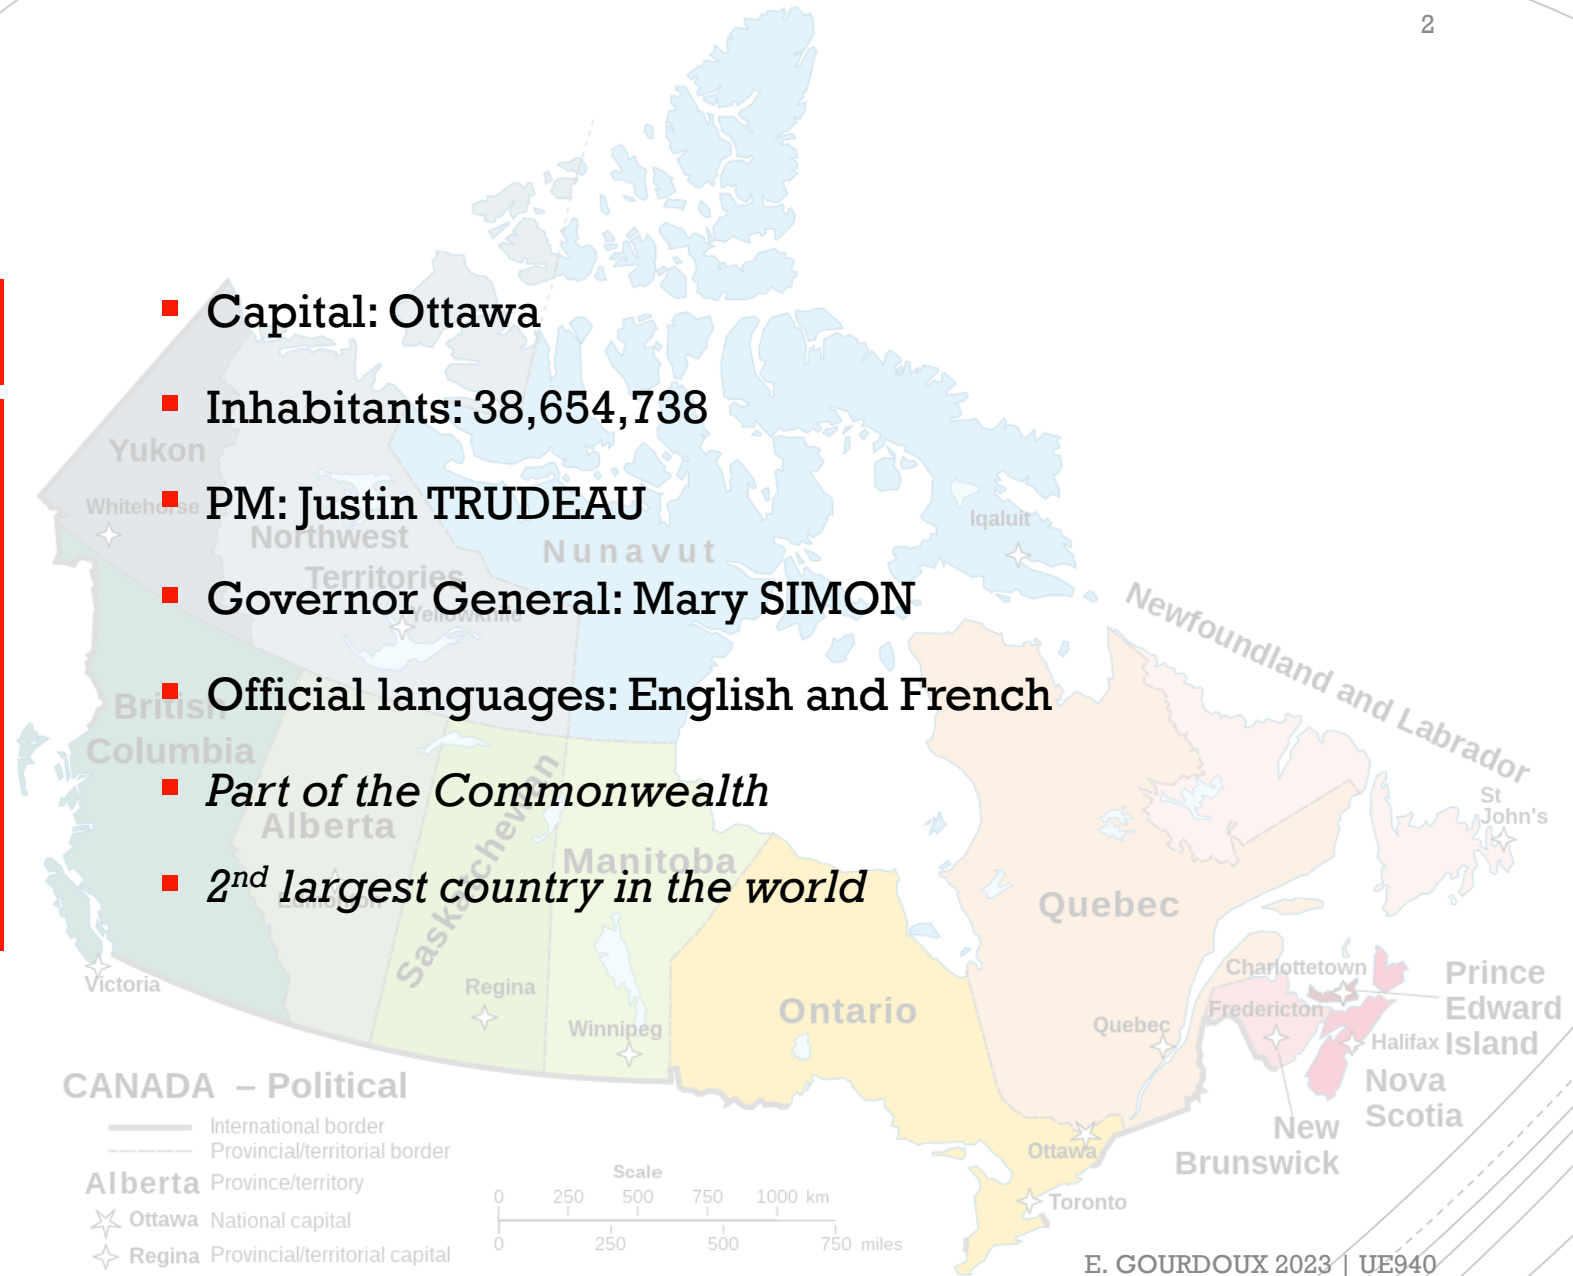 2
Capital: Ottawa
Inhabitants: 38,654,738
PM: Justin TRUDEAU
Governor General: Mary SIMON
Official languages: English and French
Part of the Commonwealth
2nd largest country in the world
Yukon
Whitehorse
Northwest
Territories
Yellowknife
Nunavut
Iqaluit
Newfoundland and Labrador
St
John's
British
Columbia
Victoria
Alberta
Edmonton
Saskatchewan
Regina
Manitoba
Winnipeg
Ontario
Ottawa
Toronto
Quebec
Quebec
Charlottetown
Prince
Edward
Island
Fredericton
Halifax
Nova
Scotia
New
Brunswick
CANADA – Political
International border
Provincial/territorial border
Alberta Province/territory
Ottawa National capital
Regina Provincial/territorial capital
Scale
0 250 500 750 1000 km
0 250 500 750 miles
E. GOURDOUX 2023 | UE940